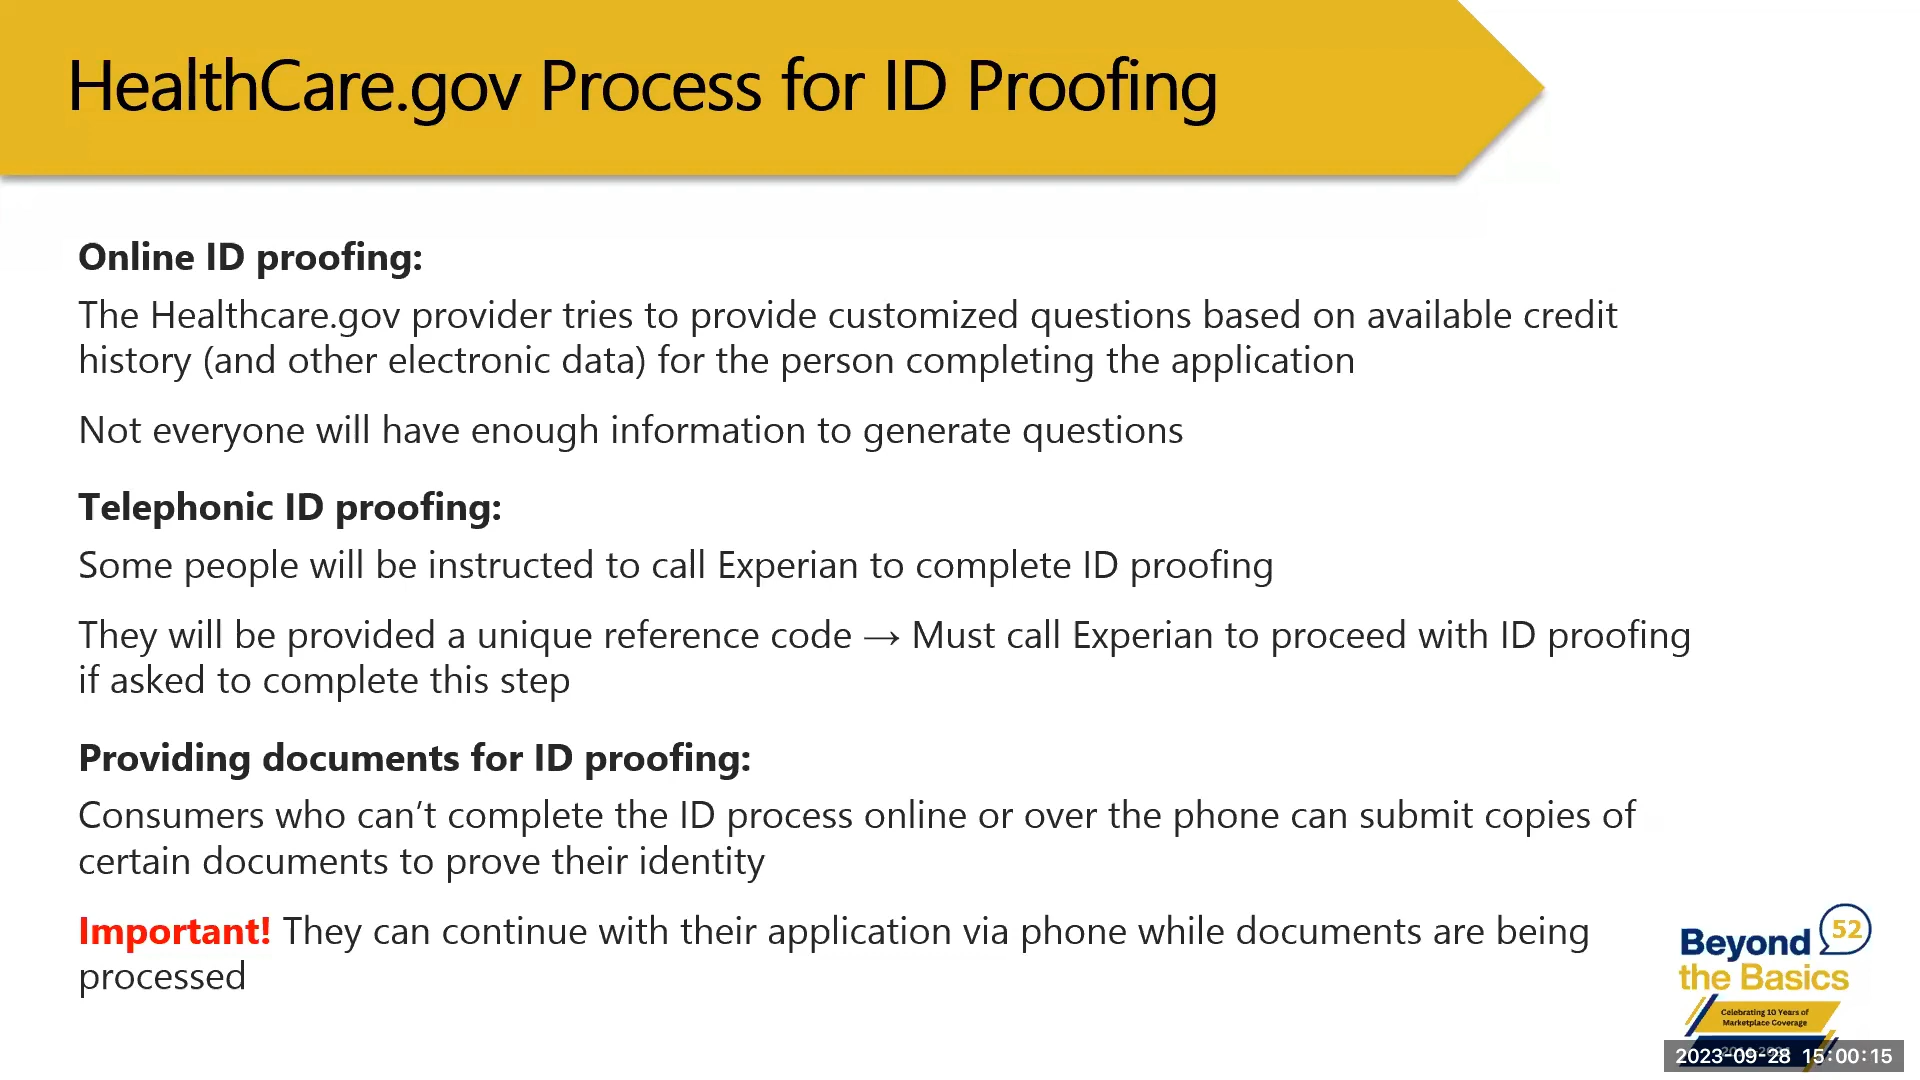 HealthCare.gov Process for ID Proofing
Online ID proofing:
The Healthcare.gov provider tries to provide customized questions based on available credit
history (and other electronic data) for the person completing the application
Not everyone will have enough information to generate questions
Telephonic ID proofing:
Some people will be instructed to call Experian to complete ID proofing
They will be provided a unique reference code → Must call Experian to proceed with ID proofing
if asked to complete this step
Providing documents for ID proofing:
Consumers who can’t complete the ID process online or over the phone can submit copies of
certain documents to prove their identity
Important! They can continue with their application via phone while documents are being
processed
52
Beyond
the Basics
Celebrating 10 Years of
Marketplace Coverage
2023-09-28 15:00:15